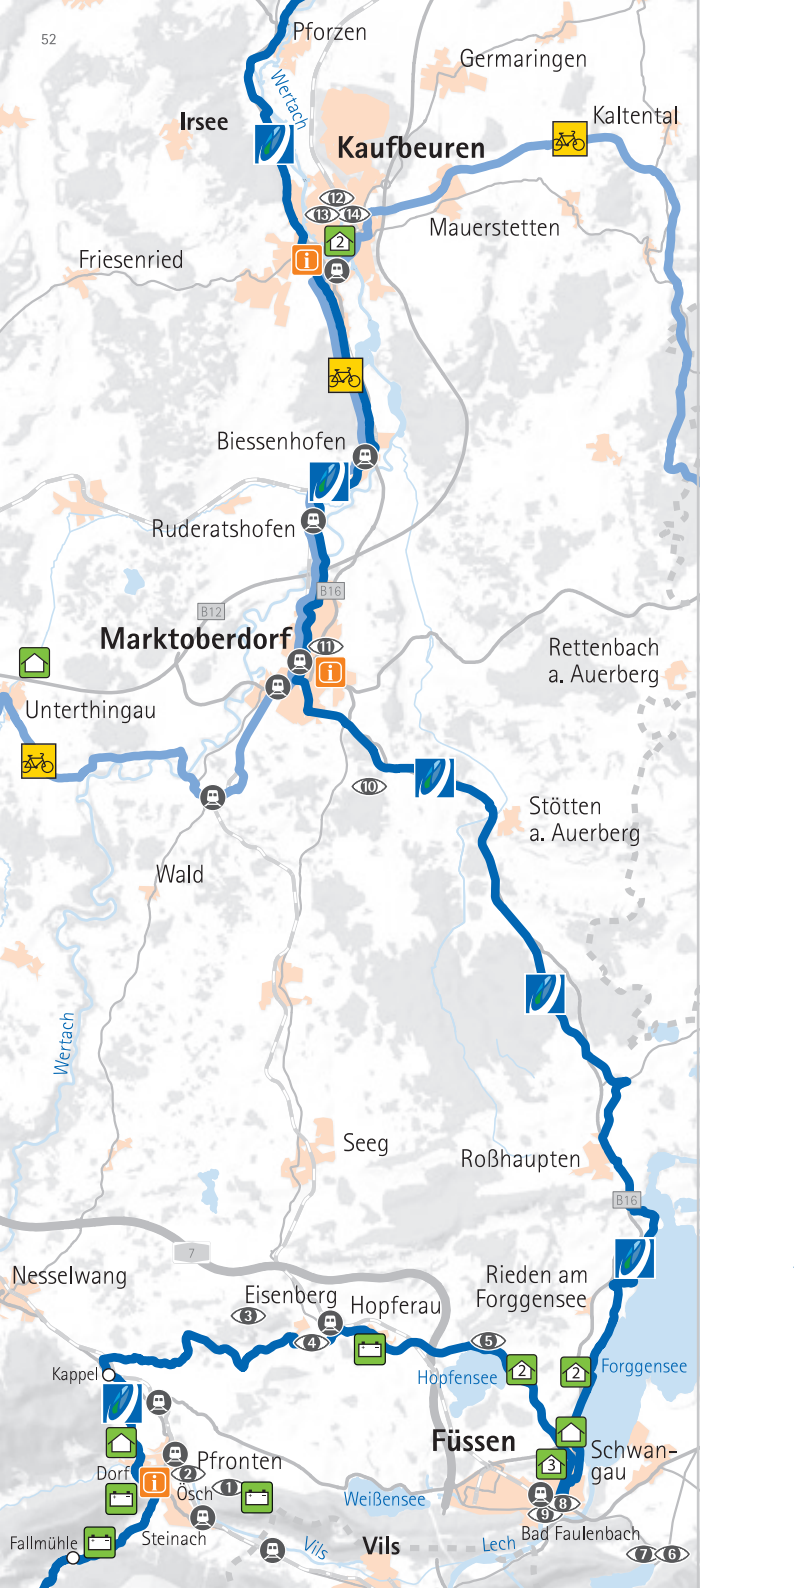 Pforzen
52
Germaringen
Wertach
Kaltental
Irsee
Kaufbeuren
12
13
14
Mauerstetten
2
Friesenried
i
Biessenhofen
Ruderatshofen
B16
B12
Marktoberdorf
11
Rettenbach
a. Auerberg
i
Unterthingau
10
Stötten
a. Auerberg
Wald
Wertach
Seeg
Roßhaupten
B16
7
Nesselwang
Rieden am
Forggensee
Eisenberg
Hopferau
3
4
5
Kappel
Hopfensee
2
2
Forggensee
Füssen
Schwan-
gau
3
Pfronten
Dorf
i
2
Ösch
1
Weißensee
8
9
Steinach
Bad Faulenbach
Fallmühle
Vils
Vils
Lech
7
6